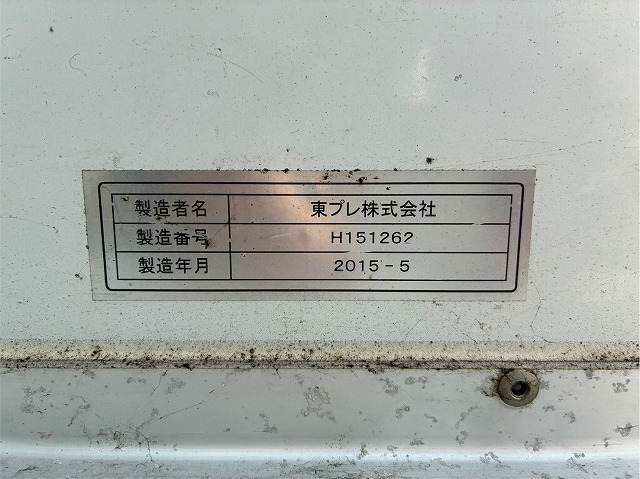 製造者名 東プレ株式会社
製造番号 H151262
製造年月 2015-5